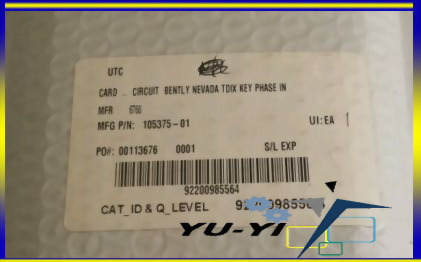 UTC
CARD .. CIRCUIT BENTLY NEVADA TDIX KEY PHASE IN
MFR 6788
MFG P/N: 105375-01 UI:EA 1
PO#: 00113676 0001 S/L EXP
92200985564
CAT_ID & Q_LEVEL
YU-YI